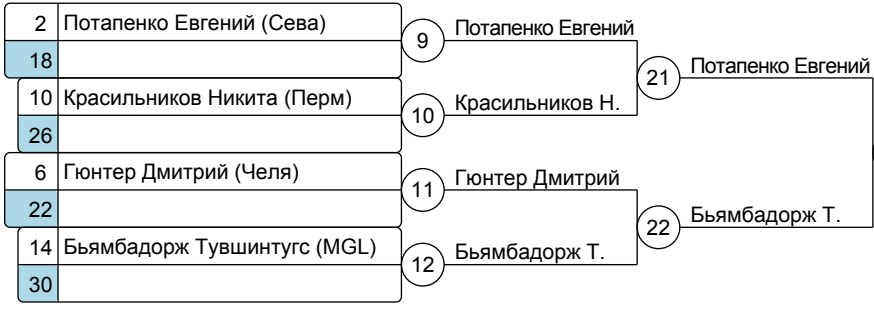 2 Потапенко Евгений (Сева)
18
9 Потапенко Евгений
10 Красильников Никита (Перм)
26
10 Красильников Н.
21 Потапенко Евгений
6 Гюнтер Дмитрий (Челя)
22
11 Гюнтер Дмитрий
14 Бьямбадорж Тувшинтугс (MGL)
30
12 Бьямбадорж Т.
22 Бьямбадорж Т.